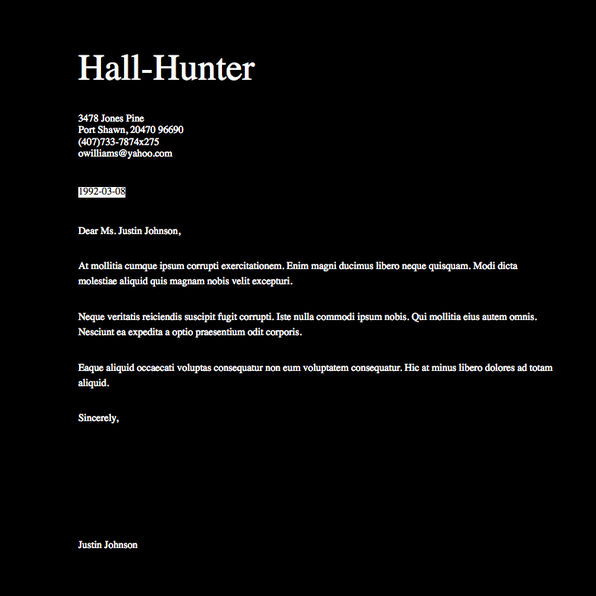 Hall-Hunter
3478 Jones Pine
Port Shawn, 20470 96690
(407)733-7874x275
owilliams@yahoo.com
1992-03-08
Dear Ms. Justin Johnson,
At mollitia cumque ipsum corrupti exercitationem. Enim magni ducimus libero neque quisquam. Modi dicta
molestiae aliquid quis magnam nobis velit excepturi.
Neque veritatis reiciendis suscipit fugit corrupti. Iste nulla commodi ipsum nobis. Qui mollitia eius autem omnis.
Nesciunt ea expedita a optio praesentium odit corporis.
Eaque aliquid occaecati voluptas consequatur non eum voluptatem consequatur. Hic at minus libero dolores ad totam
aliquid.
Sincerely,
Justin Johnson